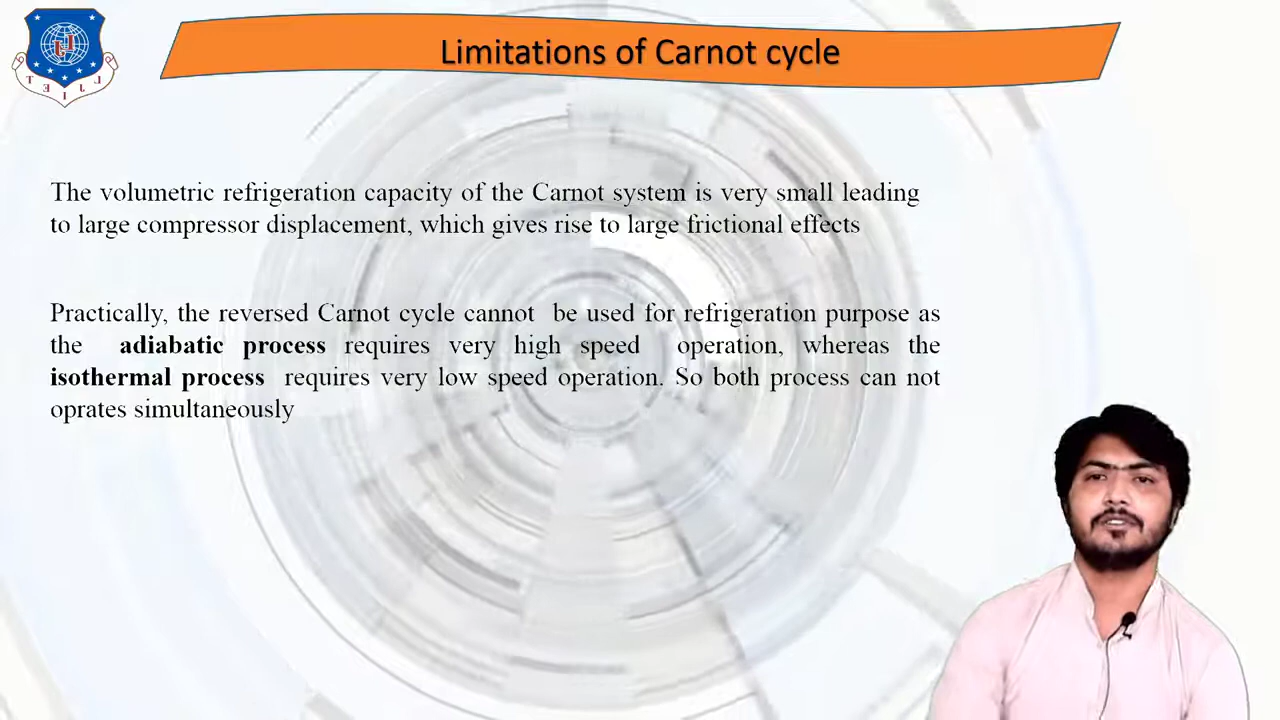 Limitations of Carnot cycle
The volumetric refrigeration capacity of the Carnot system is very small leading
to large compressor displacement, which gives rise to large frictional effects
Practically, the reversed Carnot cycle cannot be used for refrigeration purpose as
the adiabatic process requires very high speed operation, whereas the
isothermal process requires very low speed operation. So both process can not
oprates simultaneously